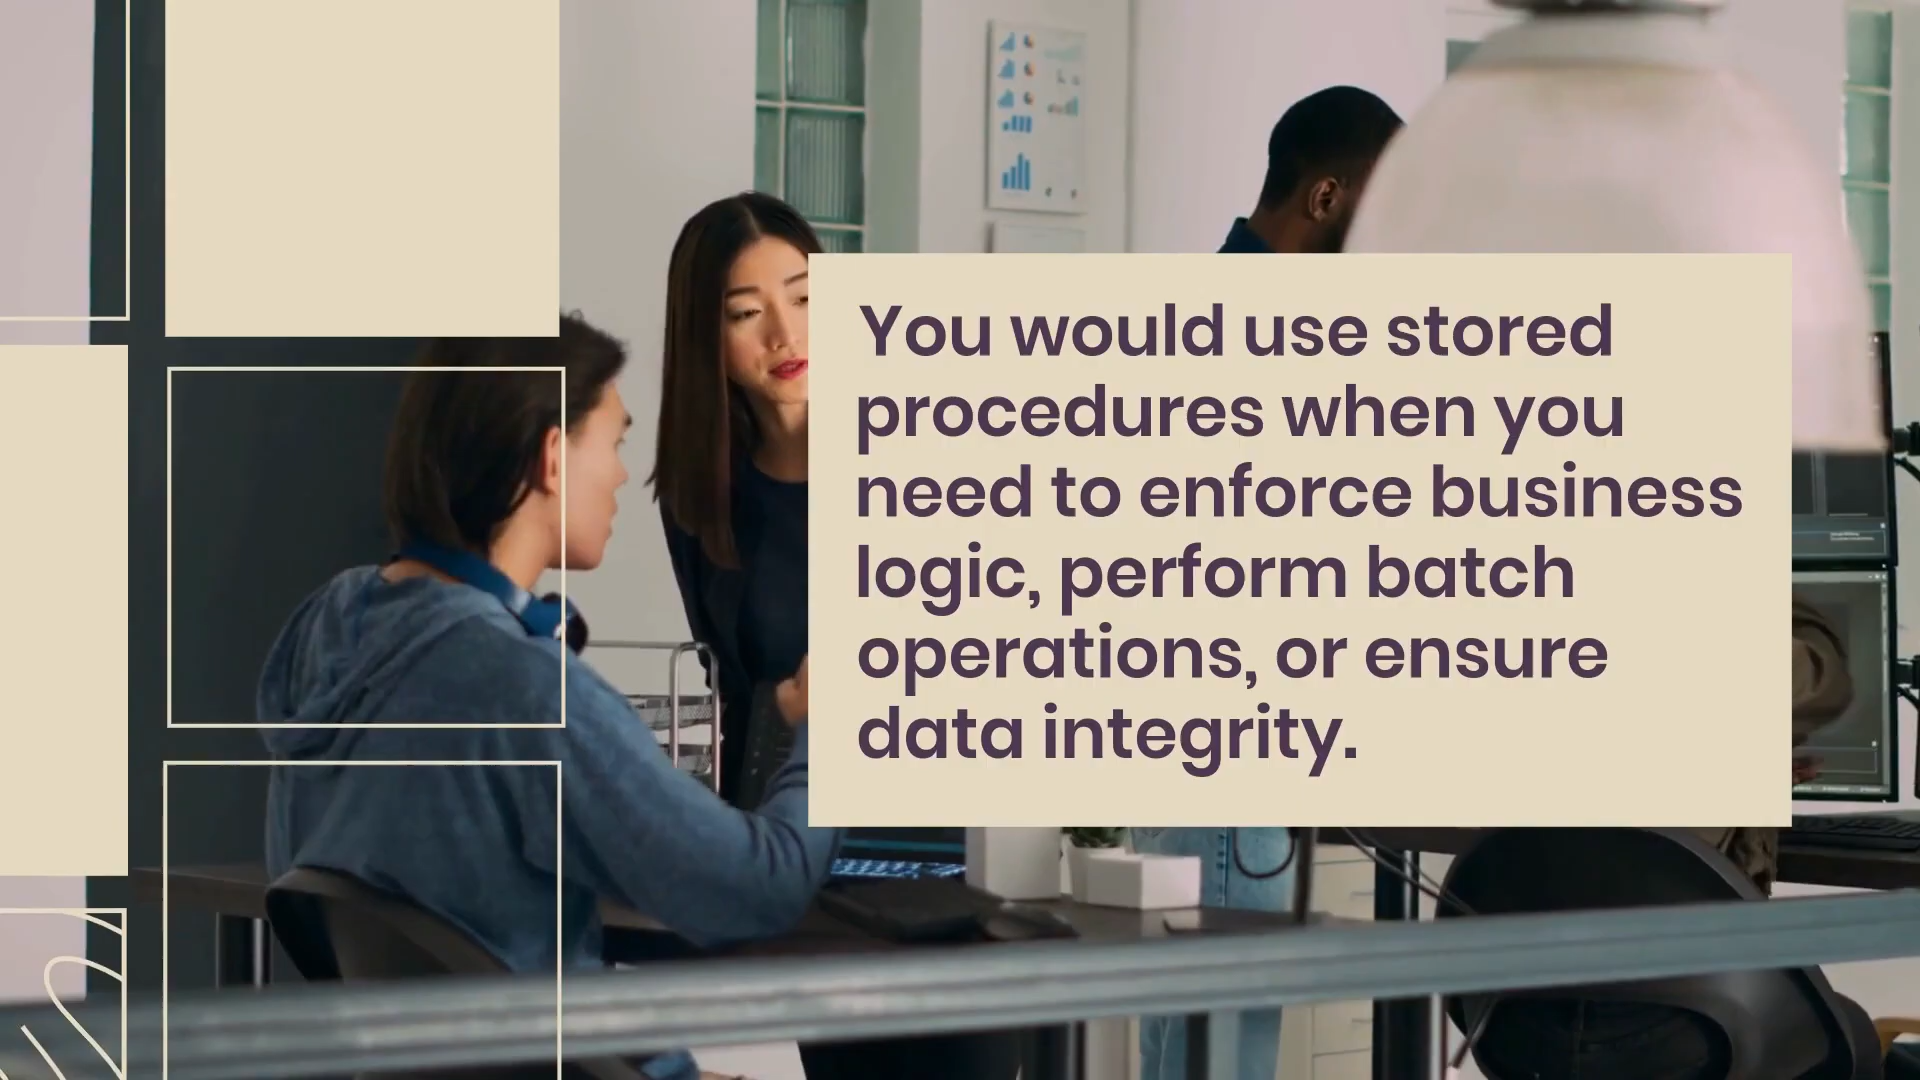 You would use stored
procedures when you
need to enforce business
logic, perform batch
operations, or ensure
data integrity.